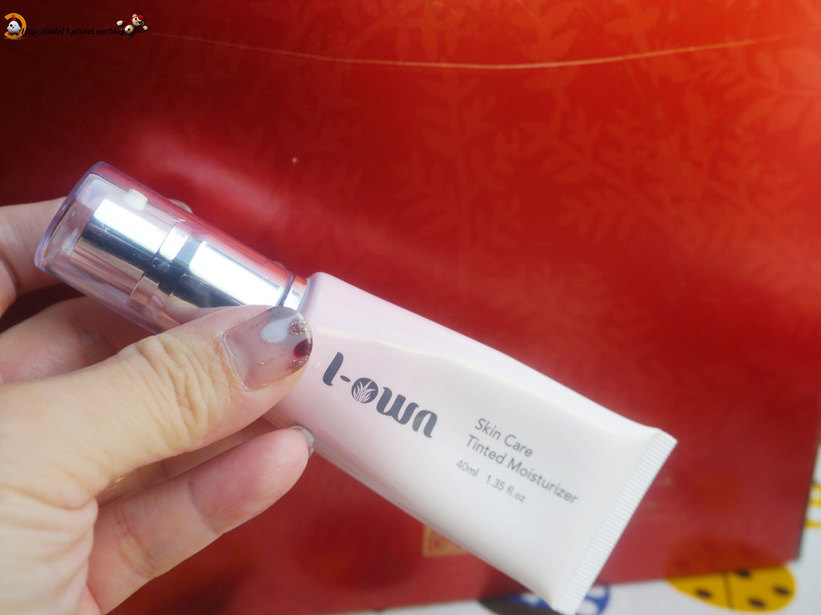 l-own
Skin Care
Tinted Moisturizer
40ml 1.35 fl.oz